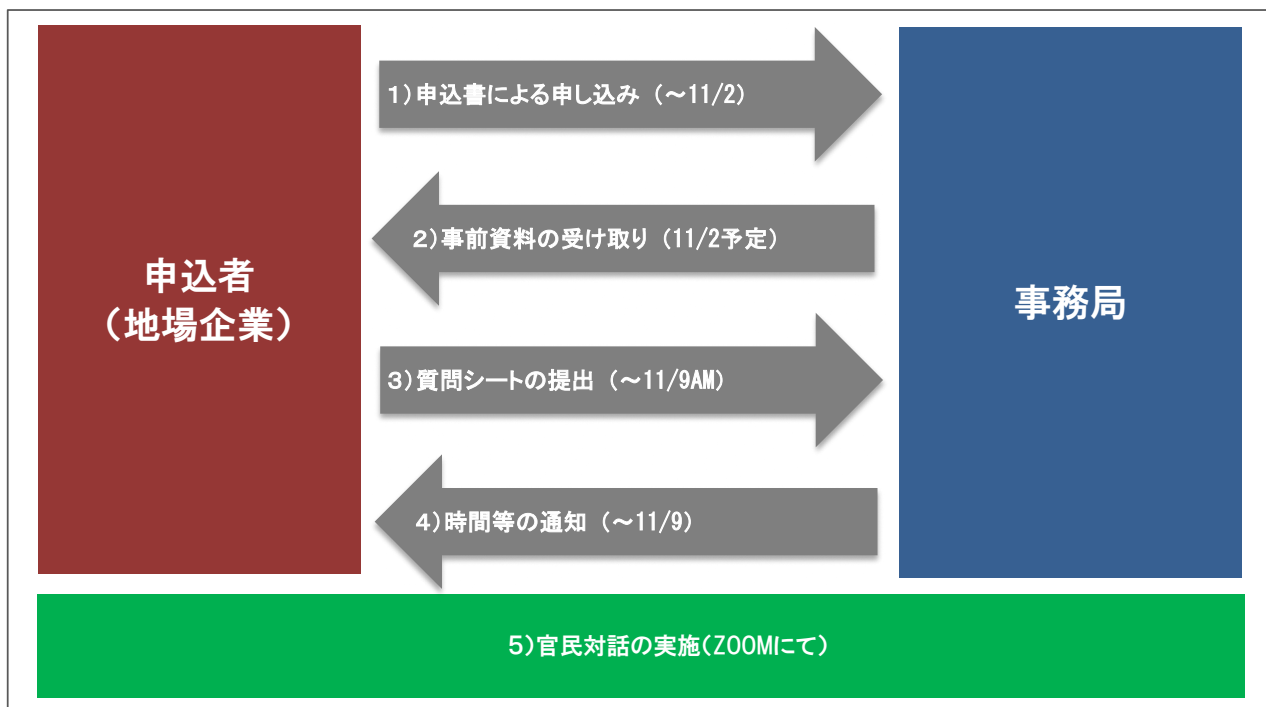 申込者
（地場企業）
1）申込書による申し込み（～11/2）
2）事前資料の受け取り（11/2予定）
3）質問シートの提出（～11/9AM）
4）時間等の通知（～11/9）
事務局
5）官民対話の実施（ZOOMにて）